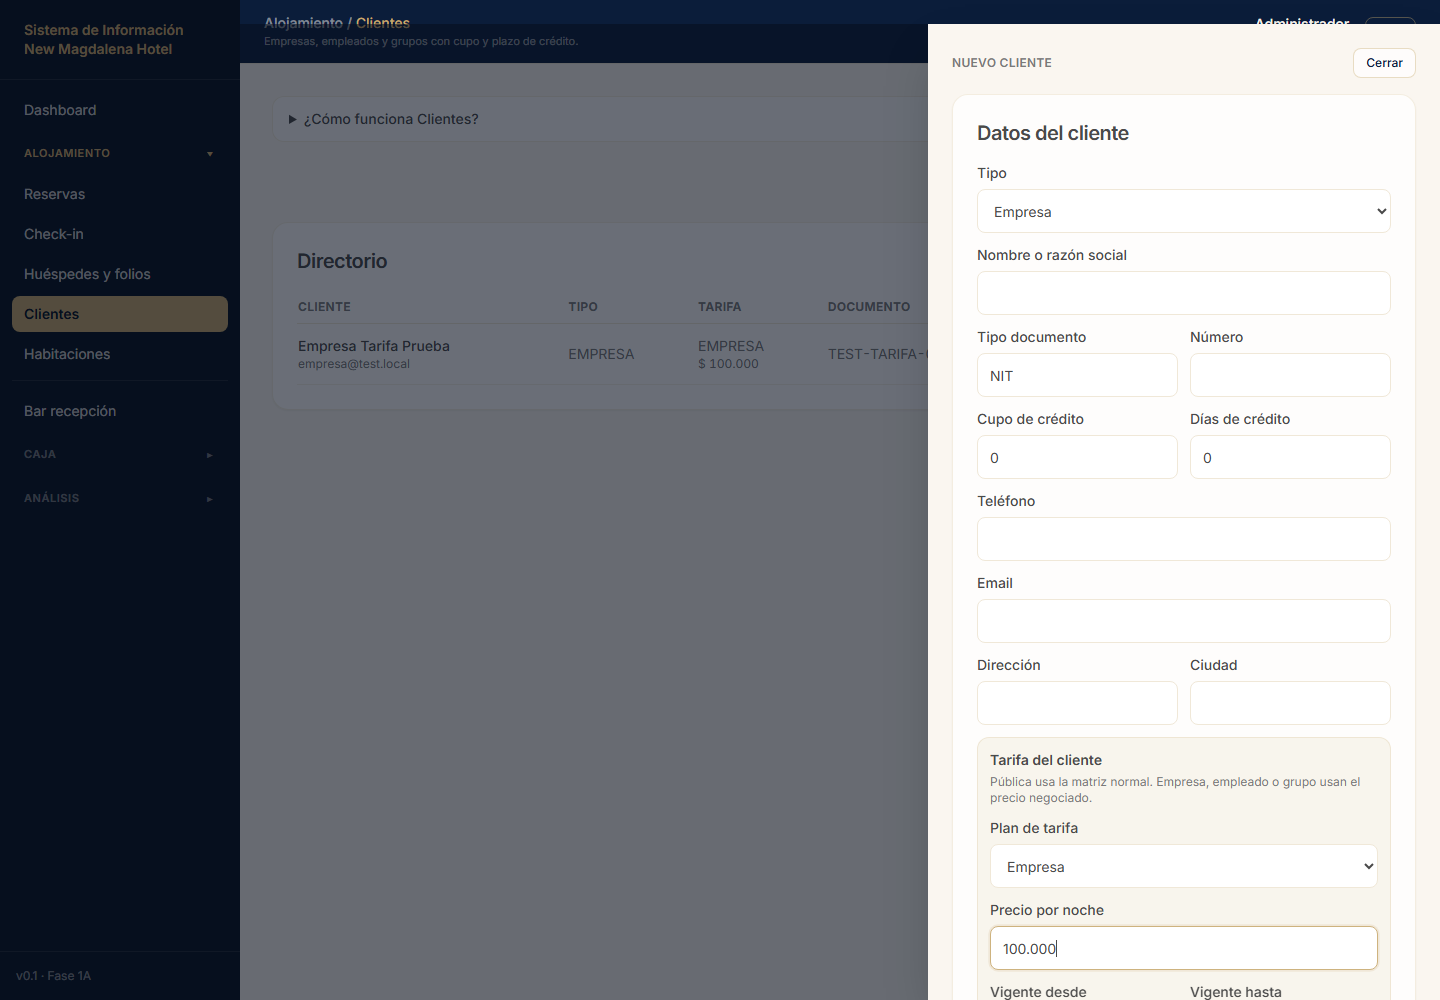 Sistema de Información
New Magdalena Hotel
Dashboard
ALOJAMIENTO
Reservas
Check-in
Huéspedes y folios
Clientes
Habitaciones
Bar recepción
CAJA
ANÁLISIS
v0.1 · Fase 1A
Alojamiento / Clientes
Empresas, empleados y grupos con cupo y plazo de crédito.
Administrador
¿Cómo funciona Clientes?
Directorio
CLIENTE TIPO TARIFA DOCUMENTO
Empresa Tarifa Prueba EMPRESA EMPRESA TEST-TARIFA-
empresa@test.local $ 100.000
NUEVO CLIENTE
Cerrar
Datos del cliente
Tipo
Empresa
Nombre o razón social
Tipo documento Número
NIT
Cupo de crédito Días de crédito
0 0
Teléfono
Email
Dirección Ciudad
Tarifa del cliente
Pública usa la matriz normal. Empresa, empleado o grupo usan el
precio negociado.
Plan de tarifa
Empresa
Precio por noche
100.000
Vigente desde Vigente hasta